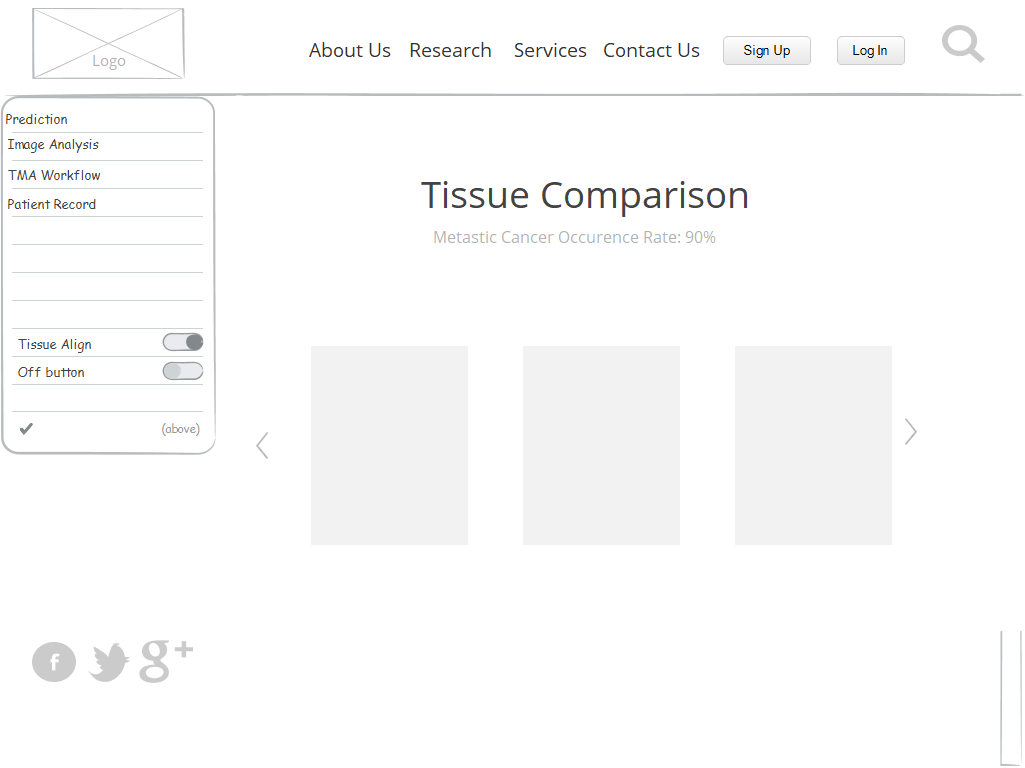 Logo
About Us Research Services Contact Us Sign Up Log In
Prediction
Image Analysis
TMA Workflow
Patient Record
Tissue Align
Off button
(above)
Tissue Comparison
Metastic Cancer Occurence Rate: 90%
f
g+